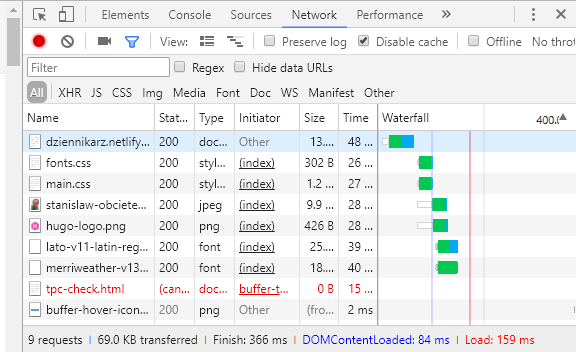 Elements Console Sources Network Performance »
View: Preserve log Disable cache Offline No thro
Filter Regex Hide data URLs
All XHR JS CSS Img Media Font Doc WS Manifest Other
Name Stat... Type Initiator Size Time Waterfall 400.
dziennikarz.netlify... 200 doc... Other 13.... 48 ...
fonts.css 200 styl... (index) 302 B 26 ...
main.css 200 styl... (index) 1.2 ... 27 ...
stanislaw-obciete... 200 jpeg (index) 9.9 ... 28 ...
hugo-logo.png 200 png (index) 426 B 28 ...
lato-v11-latin-reg... 200 font (index) 25.... 39 ...
merriweather-v13... 200 font (index) 18.... 40 ...
tpc-check.html (can... doc... buffer-t... 0 B 15 ...
buffer-hover-icon... 200 png Other (fro... 2 ms
9 requests | 69.0 KB transferred | Finish: 366 ms | DOMContentLoaded: 84 ms | Load: 159 ms